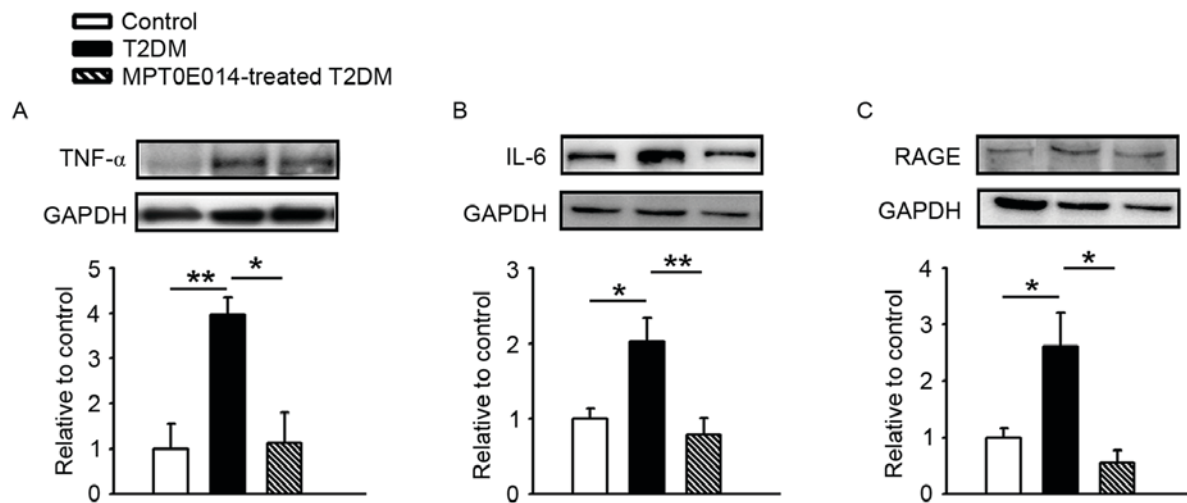 Control
T2DM
MPT0E014-treated T2DM
A
TNF-α
GAPDH
5
4
3
2
1
0
Relative to control
**
*
B
IL-6
GAPDH
3
2
1
0
Relative to control
*
**
C
RAGE
GAPDH
4
3
2
1
0
Relative to control
*
*